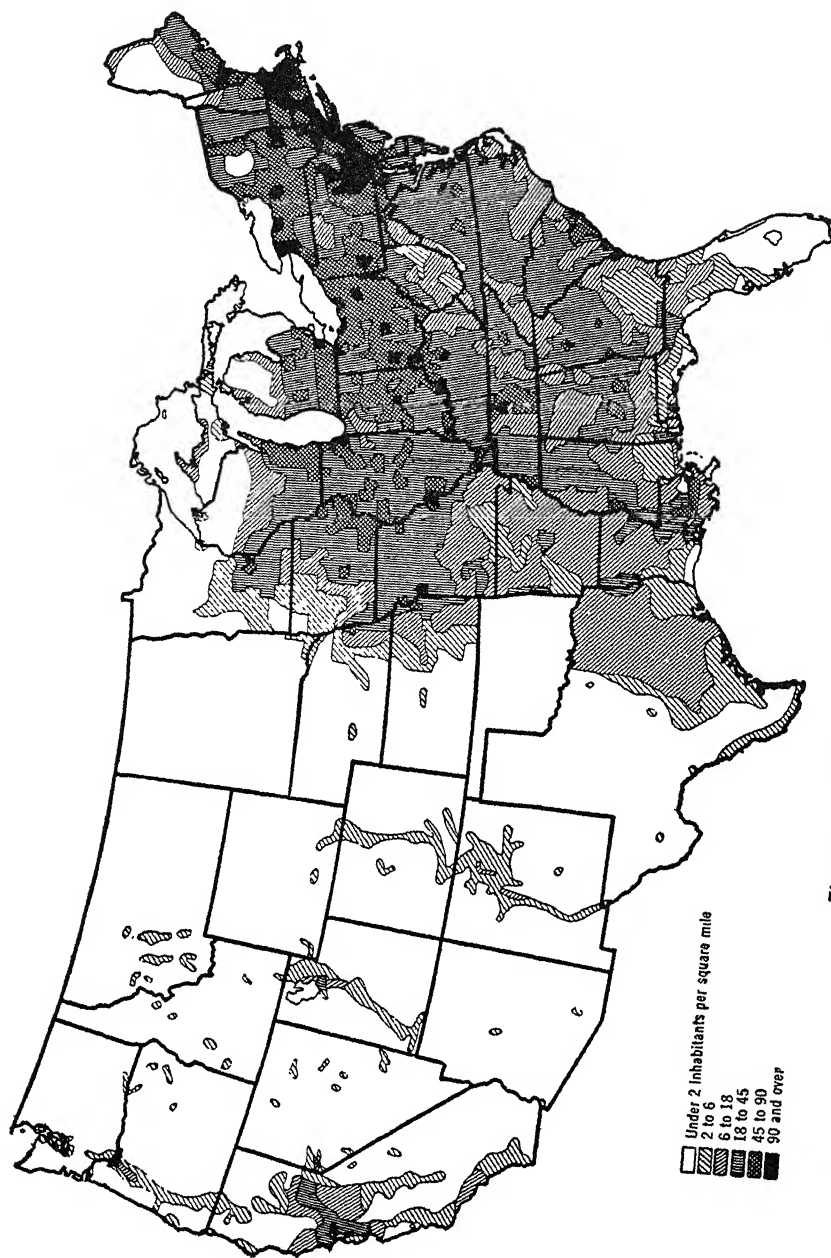 Under 2 Inhabitants per square mile
2 to 6
6 to 18
18 to 45
45 to 90
90 and over